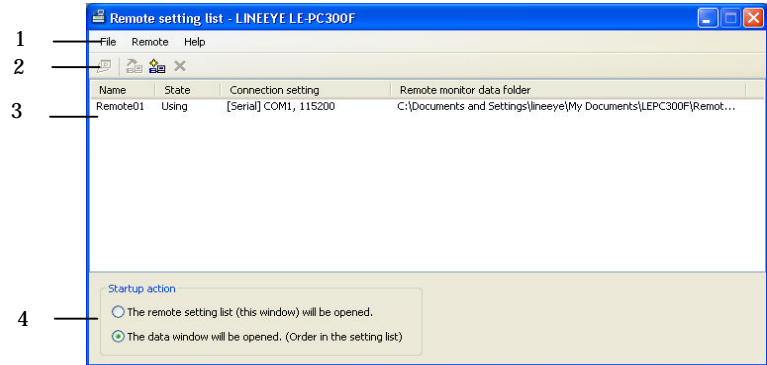 Remote setting list - LINEEYE LE-PC300F
1 File Remote Help
2
Name State Connection setting Remote monitor data folder
3 Remote01 Using [Serial] COM1, 115200 C:\Documents and Settings\lineeye\My Documents\LEPC300F\Remot...
Startup action
The remote setting list (this window) will be opened.
4
The data window will be opened. (Order in the setting list)